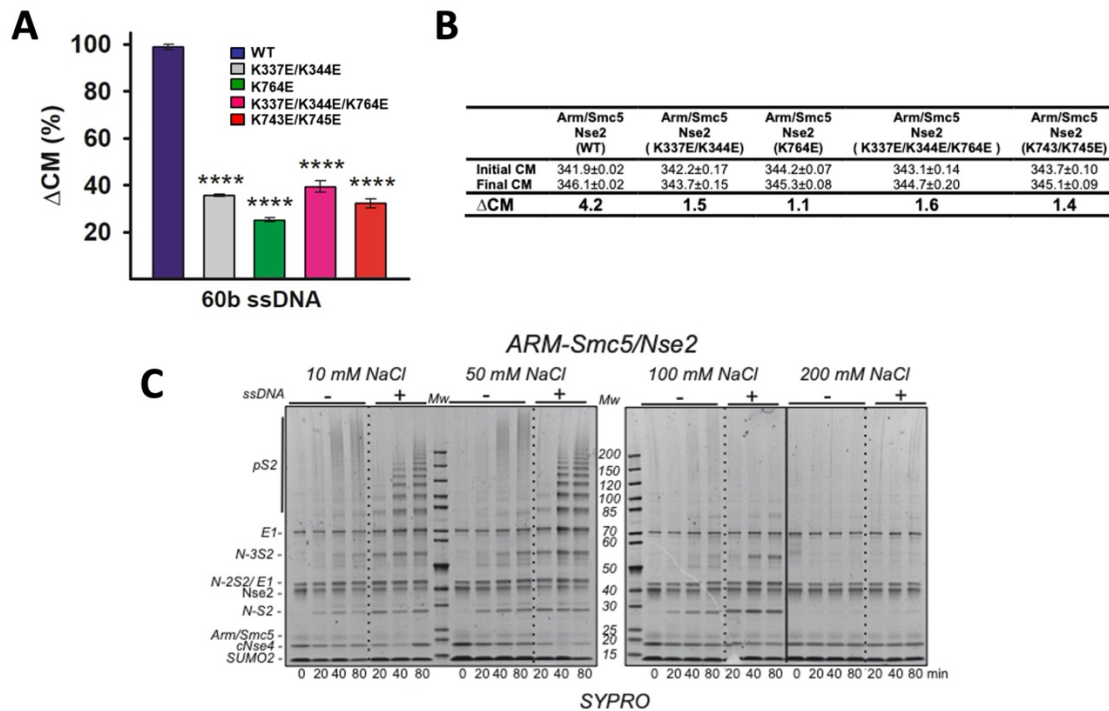 A
ΔCM (%)
100
80
60
40
20
WT
K337E/K344E
K764E
K337E/K344E/K764E
K743E/K745E
****
****
****
****
60b ssDNA
B
Arm/Smc5 Arm/Smc5 Arm/Smc5 Arm/Smc5 Arm/Smc5
Nse2 Nse2 Nse2 Nse2 Nse2
(WT) ( K337E/K344E) (K764E) ( K337E/K344E/K764E ) (K743/K745E)
Initial CM 341.9±0.02 342.2±0.17 344.2±0.07 343.1±0.14 343.7±0.10
Final CM 346.1±0.02 343.7±0.15 345.3±0.08 344.7±0.20 345.1±0.09
ΔCM 4.2 1.5 1.1 1.6 1.4
ARM-Smc5/Nse2
C
10 mM NaCl 50 mM NaCl 100 mM NaCl 200 mM NaCl
ssDNA - + Mw - + Mw - + - +
pS2
E1-
N-3S2 -
N-2S2/ E1 -
Nse2
N-S2 -
Arm/Smc5 -
cNse4 -
SUMO2 -
200
150
120
100
85
70
60
50
40
30
25
20
15
0 20 40 80 20 40 80 0 20 40 80 20 40 80 0 20 40 80 20 40 80 0 20 40 80 20 40 80 min
SYPRO